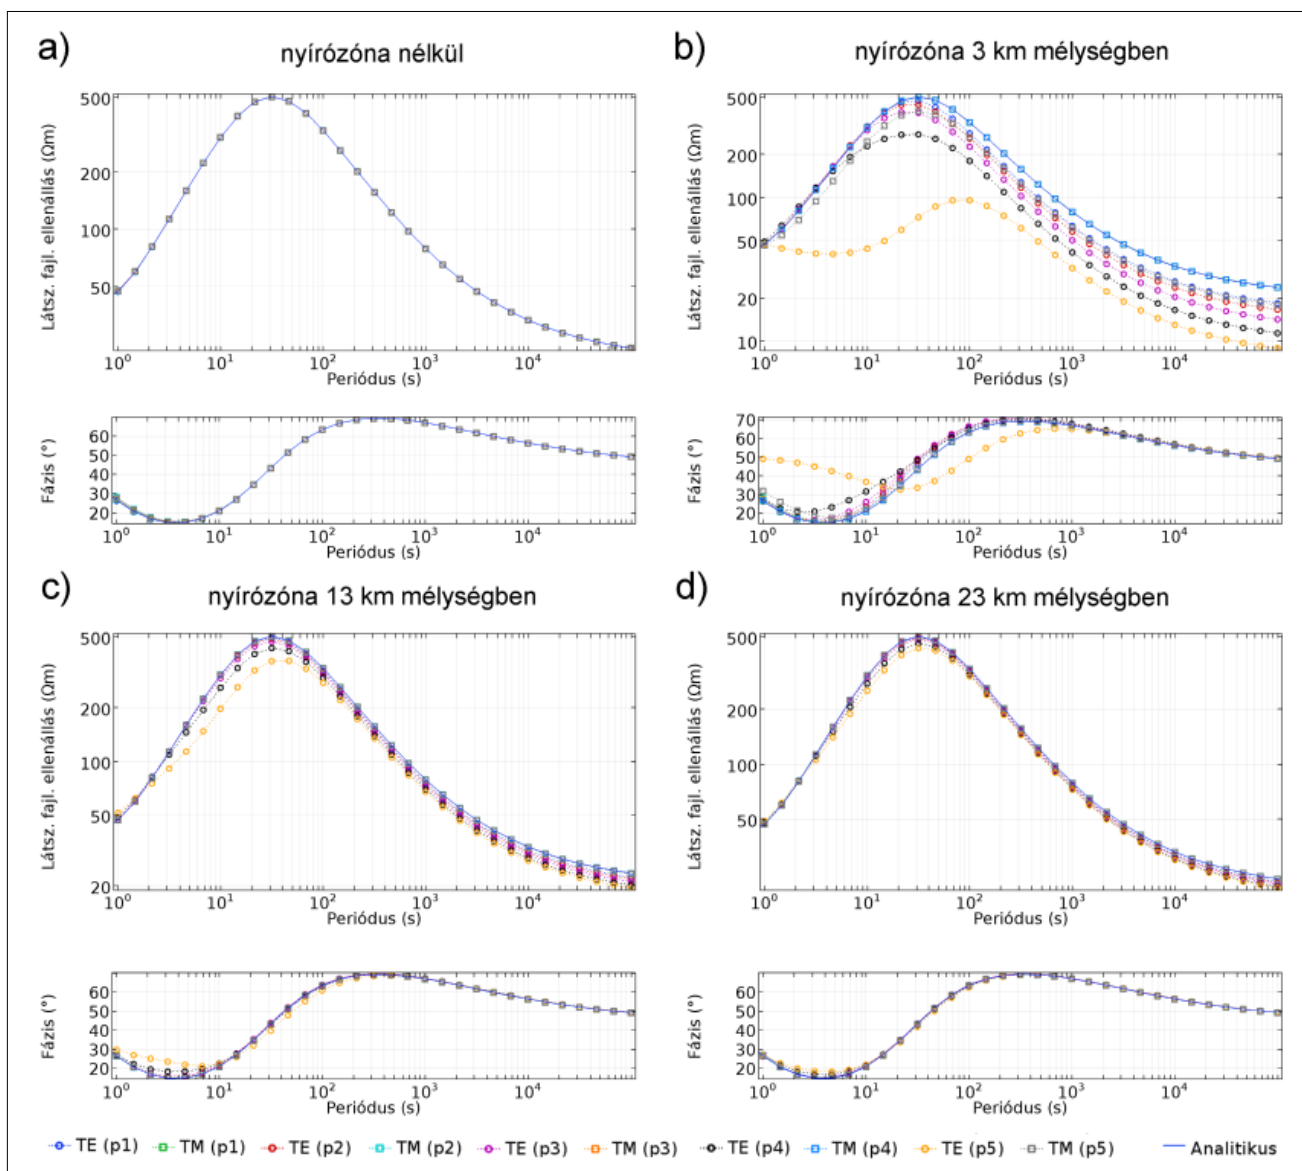 a) nyírózóna nélkül
500
200
100
50
Látsz. fajl. ellenállás (Ωm)
10⁰ 10¹ 10² 10³ 10⁴
Periódus (s)
60
50
40
30
20
Fázis (°)
10⁰ 10¹ 10² 10³ 10⁴
Periódus (s)
b) nyírózóna 3 km mélységben
500
200
100
50
20
10
Látsz. fajl. ellenállás (Ωm)
10⁰ 10¹ 10² 10³ 10⁴
Periódus (s)
70
60
50
40
30
20
Fázis (°)
10⁰ 10¹ 10² 10³ 10⁴
Periódus (s)
c) nyírózóna 13 km mélységben
500
200
100
50
20
Látsz. fajl. ellenállás (Ωm)
10⁰ 10¹ 10² 10³ 10⁴
Periódus (s)
60
50
40
30
20
Fázis (°)
10⁰ 10¹ 10² 10³ 10⁴
Periódus (s)
d) nyírózóna 23 km mélységben
500
200
100
50
Látsz. fajl. ellenállás (Ωm)
10⁰ 10¹ 10² 10³ 10⁴
Periódus (s)
60
50
40
30
20
Fázis (°)
10⁰ 10¹ 10² 10³ 10⁴
Periódus (s)
TE (p1) TM (p1) TE (p2) TM (p2) TE (p3) TM (p3) TE (p4) TM (p4) TE (p5) TM (p5) Analitikus